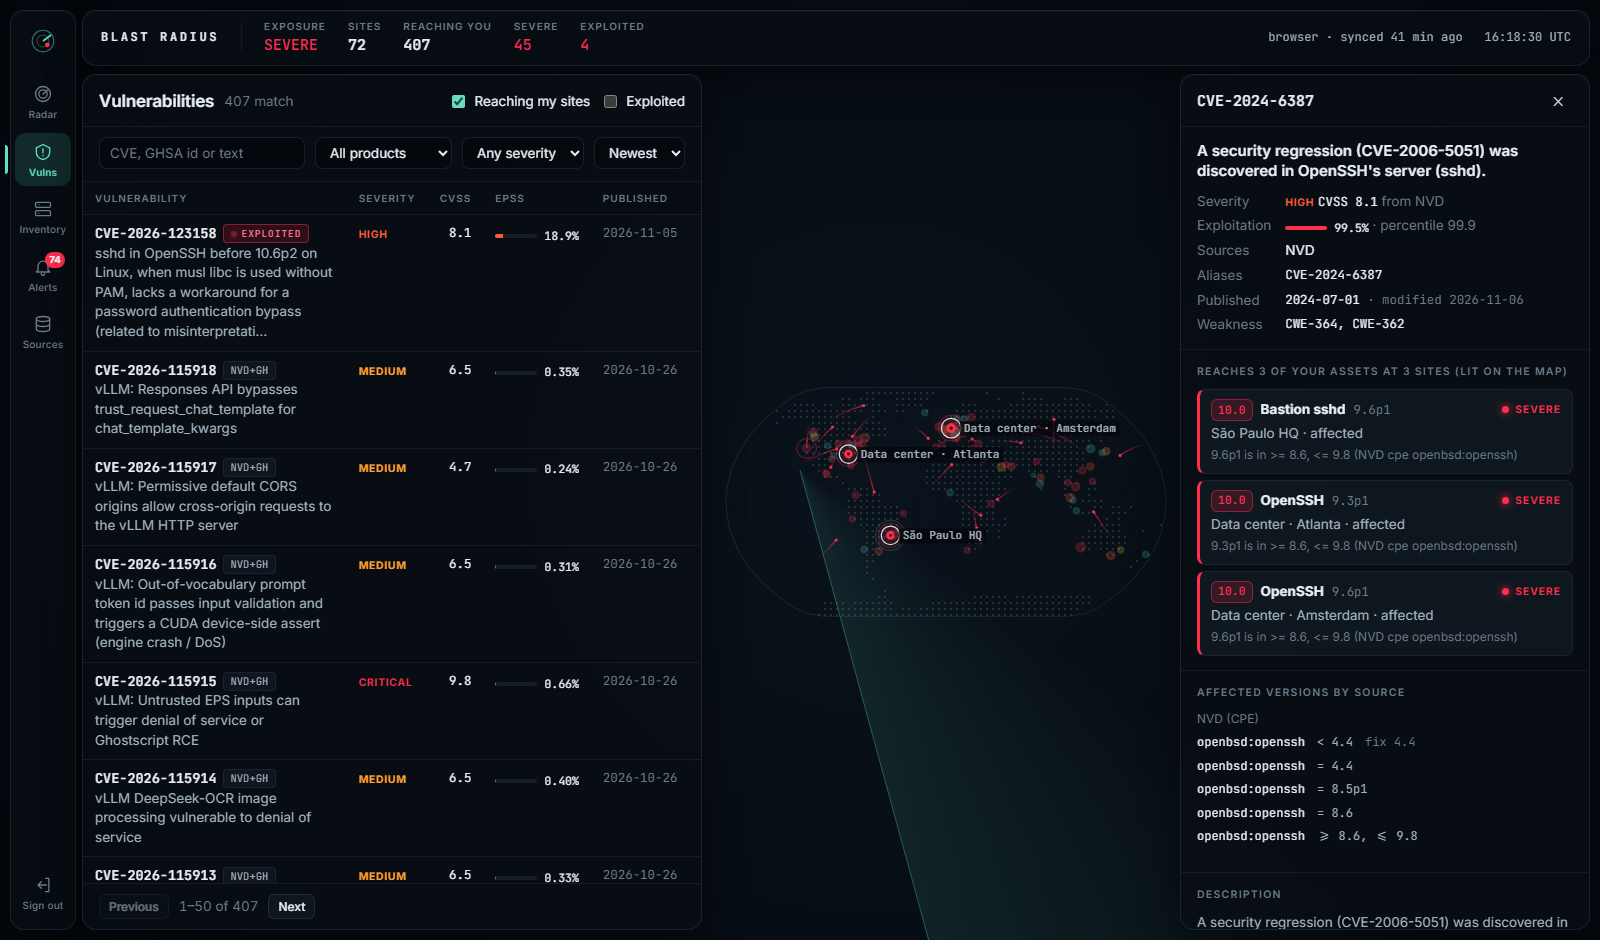 BLAST RADIUS
EXPOSURE SITES REACHING YOU SEVERE EXPLOITED
SEVERE 72 407 45 4
browser · synced 41 min ago 16:18:30 UTC
Radar
Vulns
Inventory
74
Alerts
Sources
Sign out
Vulnerabilities 407 match Reaching my sites Exploited
CVE, GHSA id or text All products Any severity Newest
VULNERABILITY SEVERITY CVSS EPSS PUBLISHED
CVE-2026-123158 EXPLOITED HIGH 8.1 18.9% 2026-11-05
sshd in OpenSSH before 10.6p2 on
Linux, when musl libc is used without
PAM, lacks a workaround for a
password authentication bypass
(related to misinterpretati...
CVE-2026-115918 NVD+GH MEDIUM 6.5 0.35% 2026-10-26
vLLM: Responses API bypasses
trust_request_chat_template for
chat_template_kwargs
CVE-2026-115917 NVD+GH MEDIUM 4.7 0.24% 2026-10-26
vLLM: Permissive default CORS
origins allow cross-origin requests to
the vLLM HTTP server
CVE-2026-115916 NVD+GH MEDIUM 6.5 0.31% 2026-10-26
vLLM: Out-of-vocabulary prompt
token id passes input validation and
triggers a CUDA device-side assert
(engine crash / DoS)
CVE-2026-115915 NVD+GH CRITICAL 9.8 0.66% 2026-10-26
vLLM: Untrusted EPS inputs can
trigger denial of service or
Ghostscript RCE
CVE-2026-115914 NVD+GH MEDIUM 6.5 0.40% 2026-10-26
vLLM DeepSeek-OCR image
processing vulnerable to denial of
service
CVE-2026-115913 NVD+GH MEDIUM 6.5 0.33% 2026-10-26
Previous 1–50 of 407 Next
Data center · Amsterdam
Data center · Atlanta
São Paulo HQ
CVE-2024-6387
A security regression (CVE-2006-5051) was
discovered in OpenSSH's server (sshd).
Severity HIGH CVSS 8.1 from NVD
Exploitation 99.5% · percentile 99.9
Sources NVD
Aliases CVE-2024-6387
Published 2024-07-01 · modified 2026-11-06
Weakness CWE-364, CWE-362
REACHES 3 OF YOUR ASSETS AT 3 SITES (LIT ON THE MAP)
10.0 Bastion sshd 9.6p1 SEVERE
São Paulo HQ · affected
9.6p1 is in >= 8.6, <= 9.8 (NVD cpe openbsd:openssh)
10.0 OpenSSH 9.3p1 SEVERE
Data center · Atlanta · affected
9.3p1 is in >= 8.6, <= 9.8 (NVD cpe openbsd:openssh)
10.0 OpenSSH 9.6p1 SEVERE
Data center · Amsterdam · affected
9.6p1 is in >= 8.6, <= 9.8 (NVD cpe openbsd:openssh)
AFFECTED VERSIONS BY SOURCE
NVD (CPE)
openbsd:openssh < 4.4 fix 4.4
openbsd:openssh = 4.4
openbsd:openssh = 8.5p1
openbsd:openssh = 8.6
openbsd:openssh ⩾ 8.6, ⩽ 9.8
DESCRIPTION
A security regression (CVE-2006-5051) was discovered in